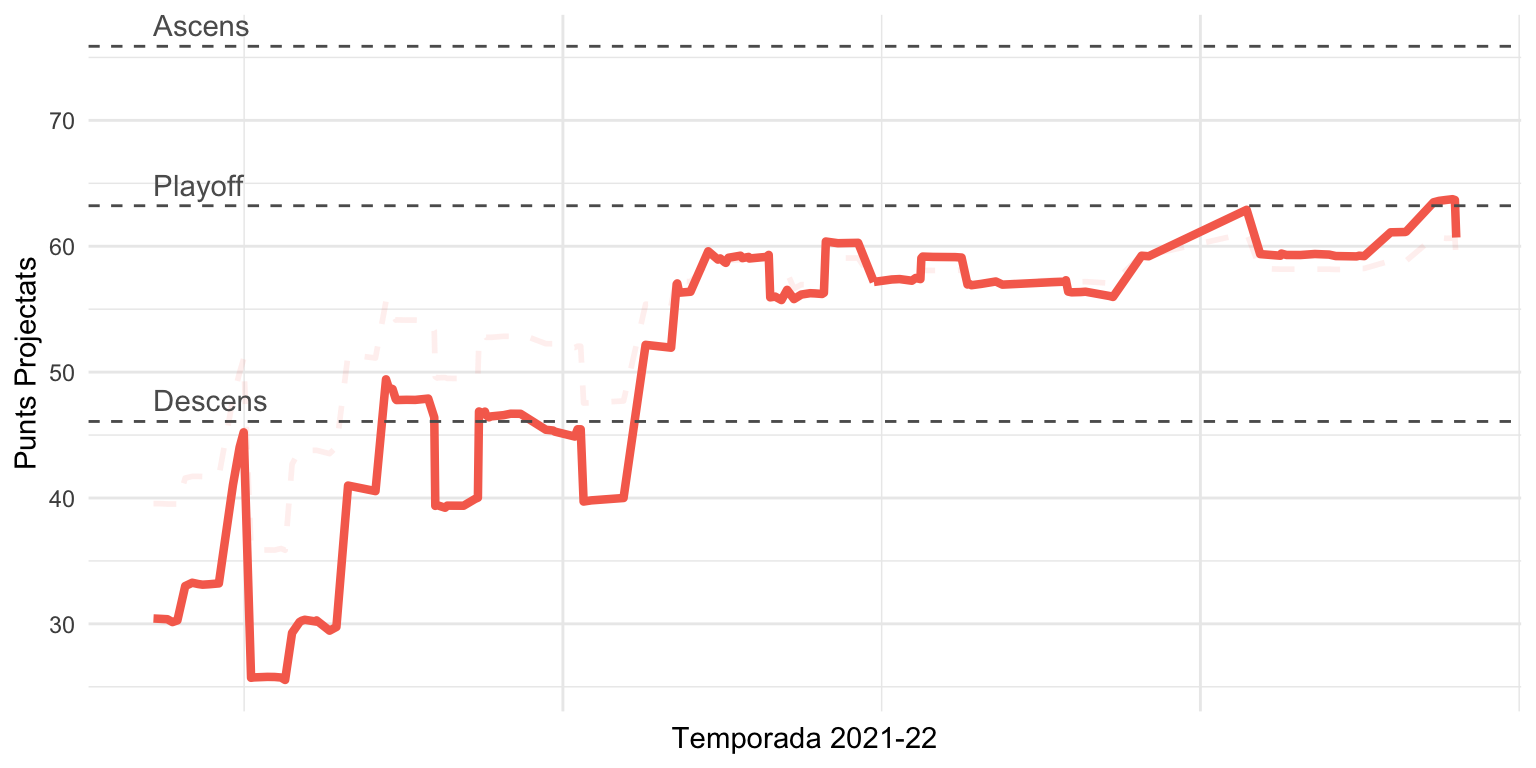 Ascens
70
Playoff
60
50
Descens
40
30
Punts Projectats
Temporada 2021-22